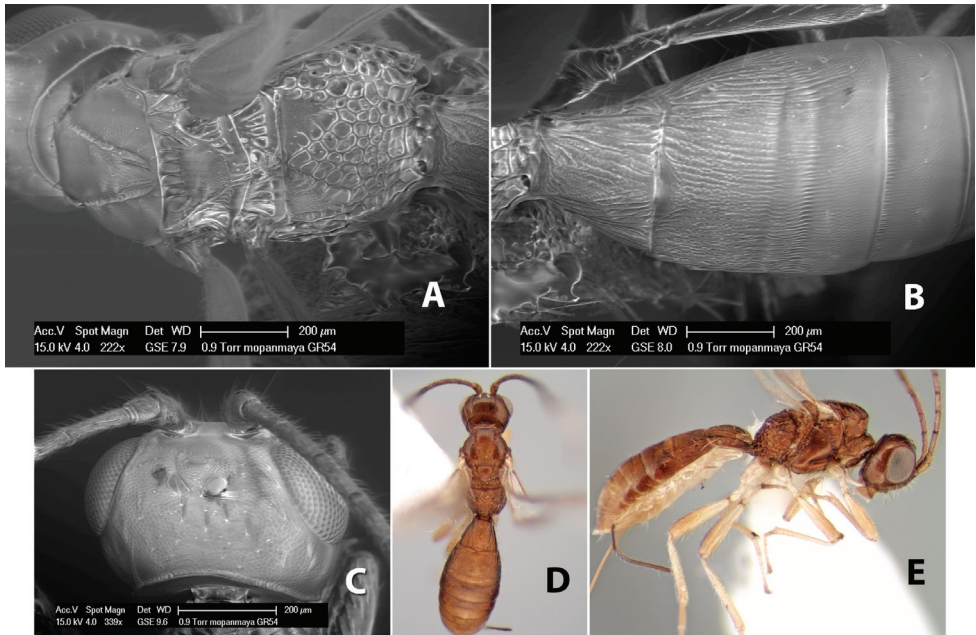 A
Acc.V Spot Magn Det WD 200 µm
15.0 kV 4.0 222x GSE 7.9 0.9 Torr mopanmaya GR54
B
Acc.V Spot Magn Det WD 200 µm
15.0 kV 4.0 222x GSE 8.0 0.9 Torr mopanmaya GR54
C
Acc.V Spot Magn Det WD 200 µm
15.0 kV 4.0 339x GSE 9.6 0.9 Torr mopanmaya GR54
D
E